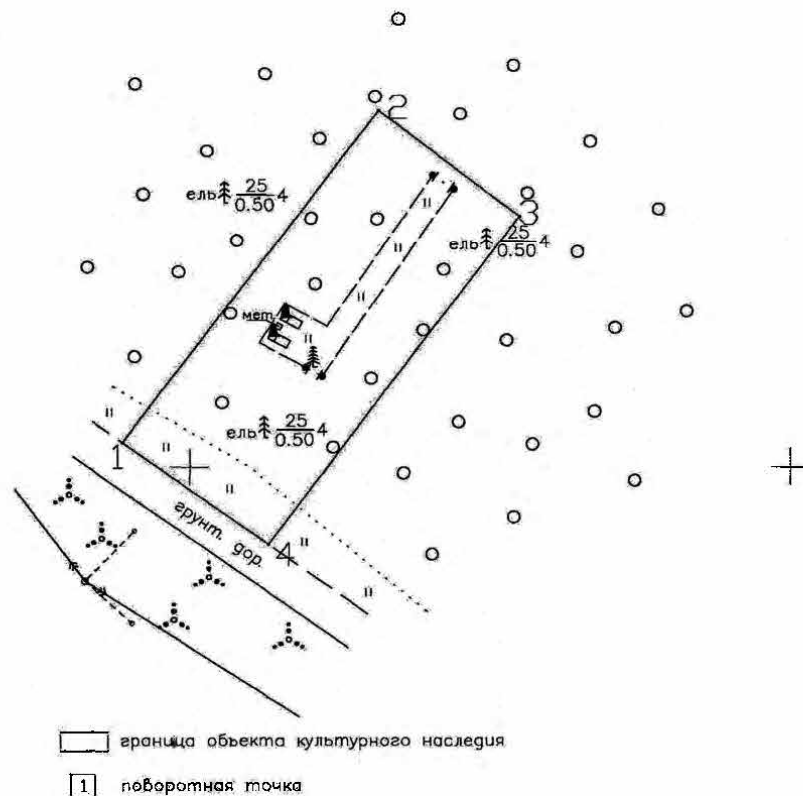 2
ель 25
0.50 4
3
ель 25
0.50 4
мет.
ель 25
0.50 4
1
грунт. дор.
4
граница объекта культурного наследия
1 поворотная точка